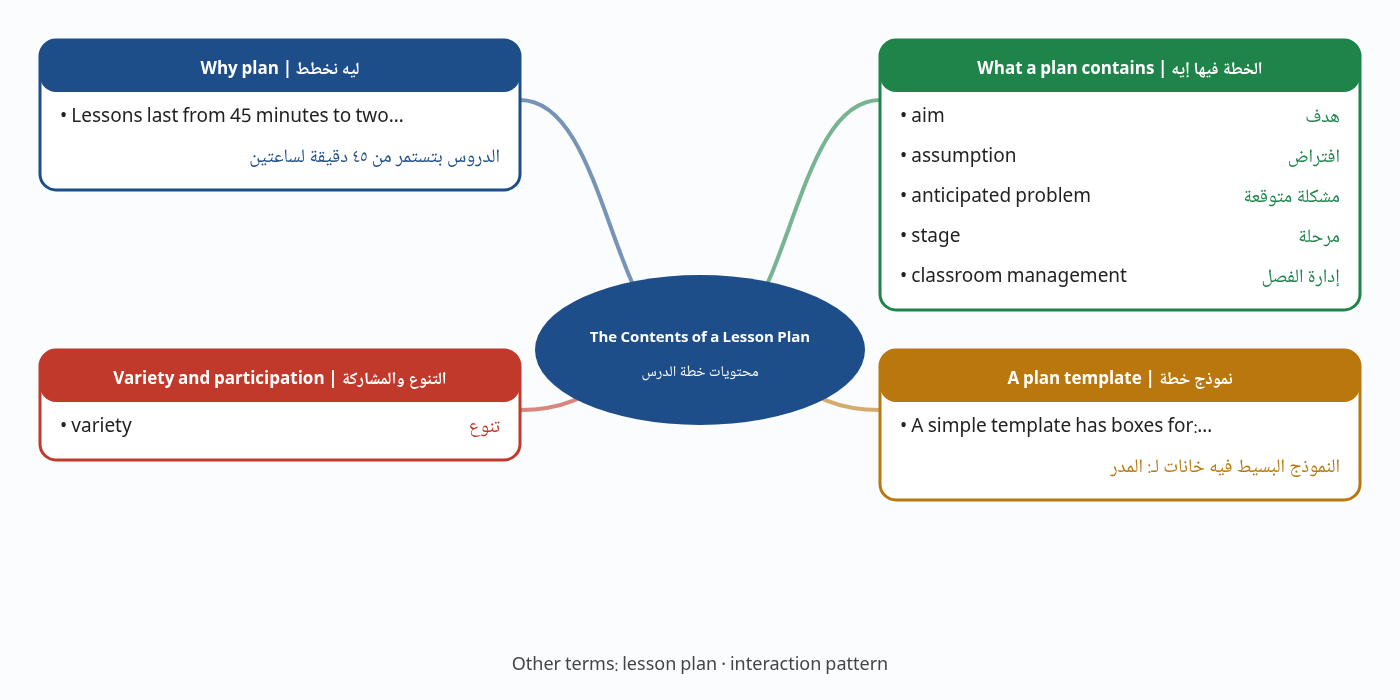 Why plan | ليه نخطط
• Lessons last from 45 minutes to two...
الدروس بتستمر من ٤٥ دقيقة لساعتين
What a plan contains | الخطة فيها إيه
• aim هدف
• assumption افتراض
• anticipated problem مشكلة متوقعة
• stage مرحلة
• classroom management إدارة الفصل
The Contents of a Lesson Plan
محتويات خطة الدرس
Variety and participation | التنوع والمشاركة
• variety تنوع
A plan template | نموذج خطة
• A simple template has boxes for:...
النموذج البسيط فيه خانات لـ: المدر
Other terms: lesson plan · interaction pattern